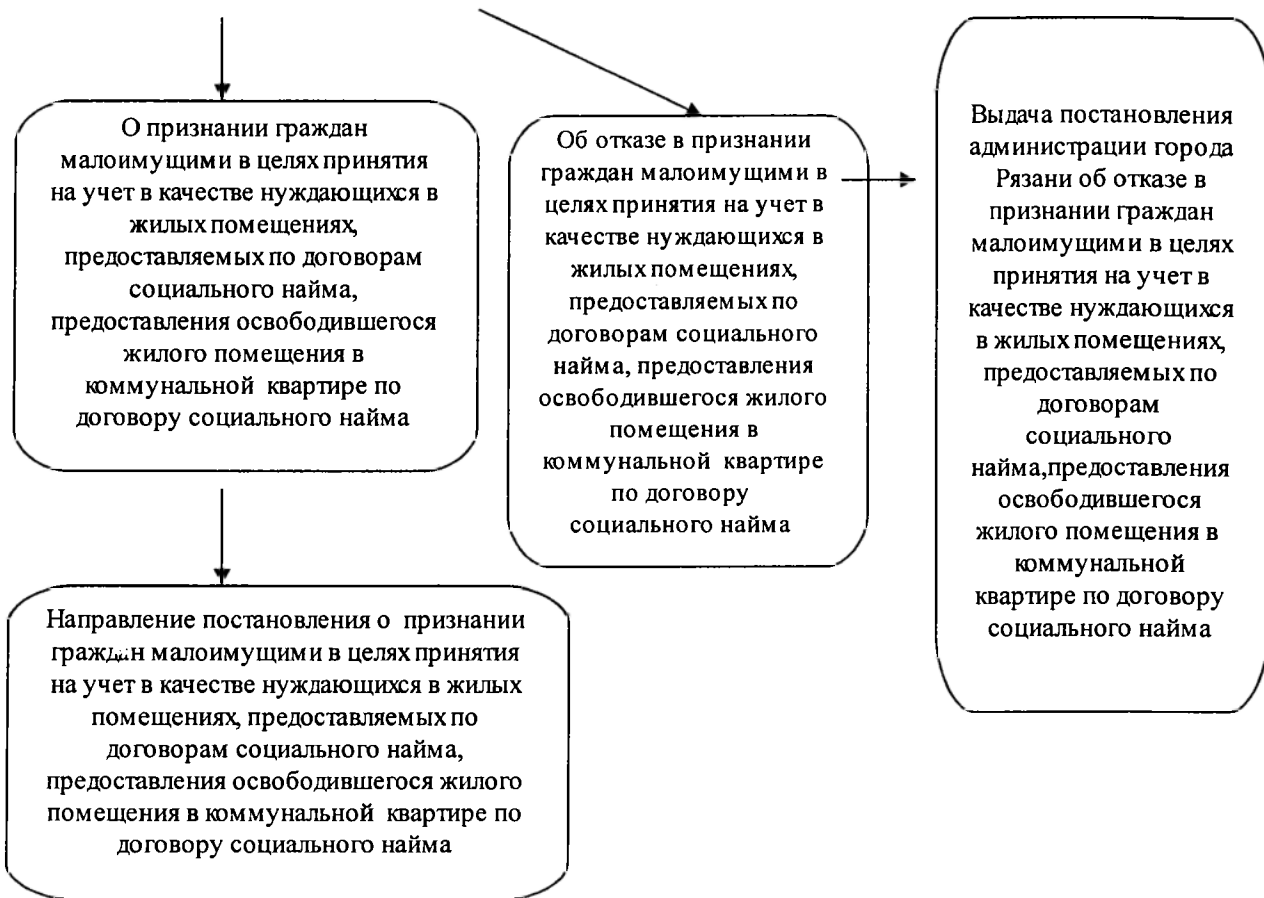 О признании граждан
малоимущими в целях принятия
на учет в качестве нуждающихся в
жилых помещениях,
предоставляемых по договорам
социального найма,
предоставления освободившегося
жилого помещения в
коммунальной квартире по
договору социального найма
Об отказе в признании
граждан малоимущими в
целях принятия на учет в
качестве нуждающихся в
жилых помещениях,
предоставляемых по
договорам социального
найма, предоставления
освободившегося жилого
помещения в
коммунальной квартире
по договору
социального найма
Выдача постановления
администрации города
Рязани об отказе в
признании граждан
малоимущими в целях
принятия на учет в
качестве нуждающихся
в жилых помещениях,
предоставляемых по
договорам
социального
найма,предоставления
освободившегося
жилого помещения в
коммунальной
квартире по договору
социального найма
Направление постановления о признании
граждан малоимущими в целях принятия
на учет в качестве нуждающихся в жилых
помещениях, предоставляемых по
договорам социального найма,
предоставления освободившегося жилого
помещения в коммунальной квартире по
договору социального найма